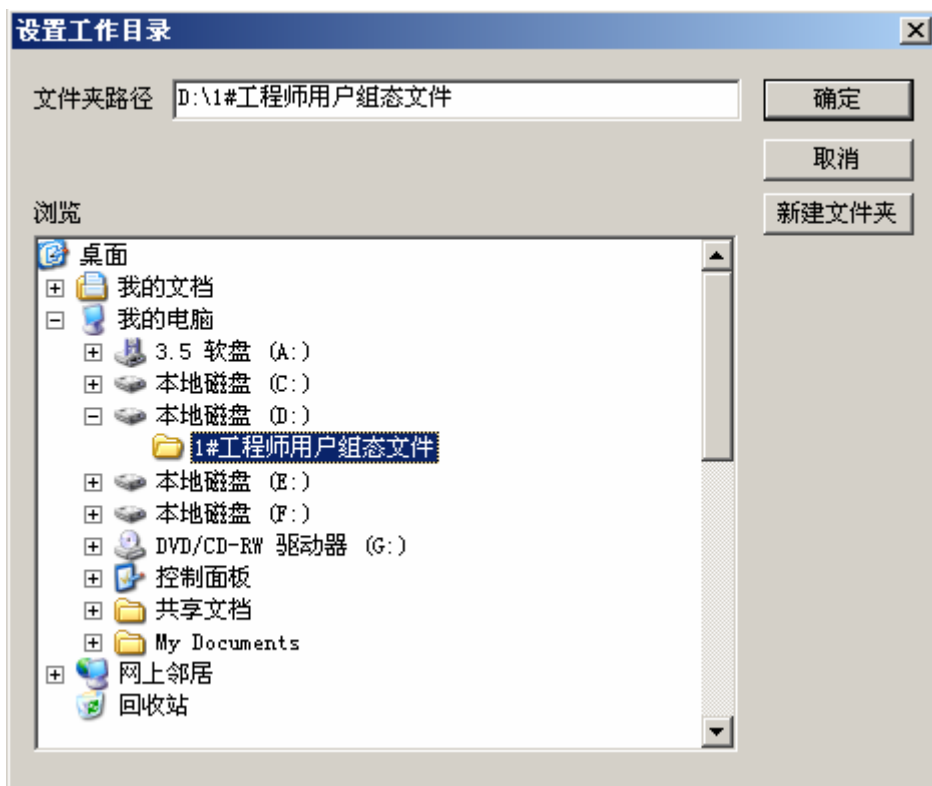 设置工作目录
文件夹路径 D:\1#工程师用户组态文件 确定
取消
浏览 新建文件夹
桌面
我的文档
我的电脑
3.5 软盘 (A:)
本地磁盘 (C:)
本地磁盘 (D:)
1#工程师用户组态文件
本地磁盘 (E:)
本地磁盘 (F:)
DVD/CD-RW 驱动器 (G:)
控制面板
共享文档
My Documents
网上邻居
回收站